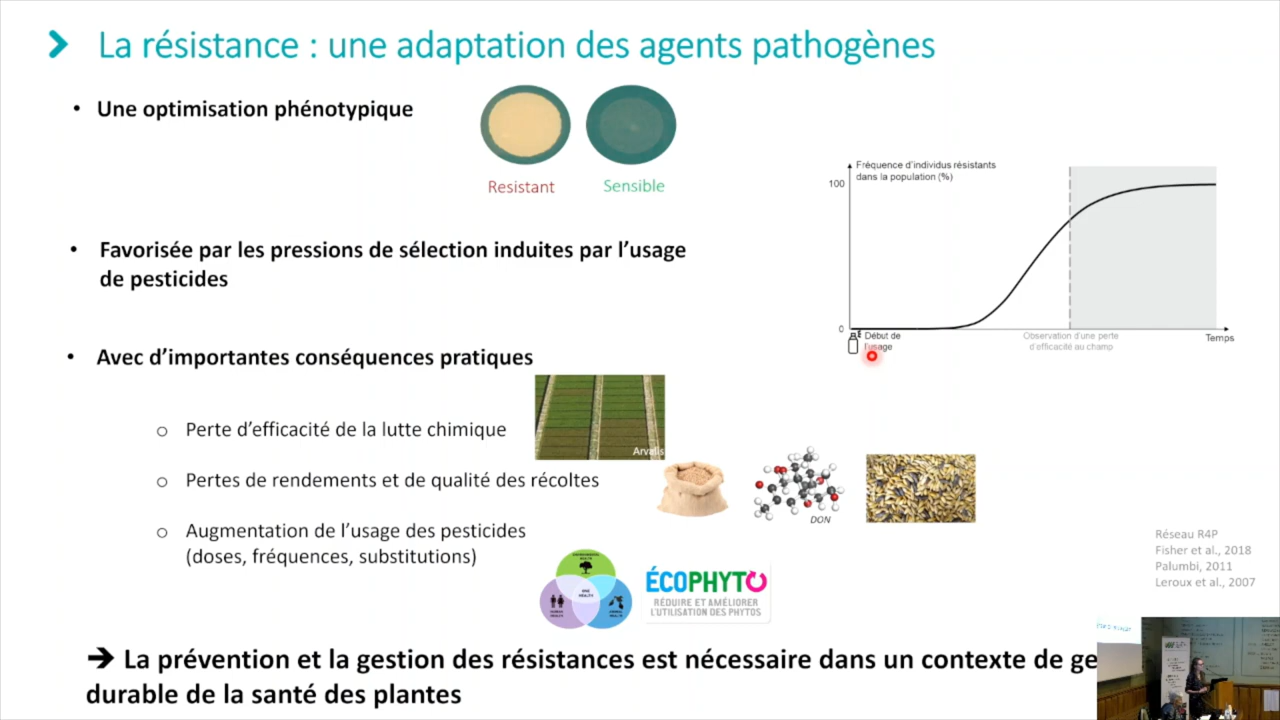 La résistance : une adaptation des agents pathogènes
• Une optimisation phénotypique
Resistant
Sensible
Fréquence d'individus résistants
dans la population (%)
100
0
Début de
l'usage
Observation d'une perte
d'efficacité au champ
Temps
• Favorisée par les pressions de sélection induites par l'usage
de pesticides
• Avec d'importantes conséquences pratiques
o Perte d'efficacité de la lutte chimique
Arvalis
o Pertes de rendements et de qualité des récoltes
DON
o Augmentation de l'usage des pesticides
(doses, fréquences, substitutions)
ONE
HEALTH
ÉCOPHYTO
RÉDUIRE ET AMÉLIORER
L'UTILISATION DES PHYTOS
Réseau R4P
Fisher et al., 2018
Palumbi, 2011
Leroux et al., 2007
➔ La prévention et la gestion des résistances est nécessaire dans un contexte de ge
durable de la santé des plantes